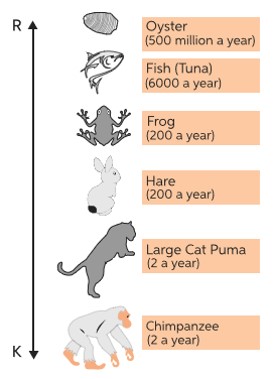 R
Oyster
(500 million a year)
Fish (Tuna)
(6000 a year)
Frog
(200 a year)
Hare
(200 a year)
Large Cat Puma
(2 a year)
Chimpanzee
(2 a year)
K